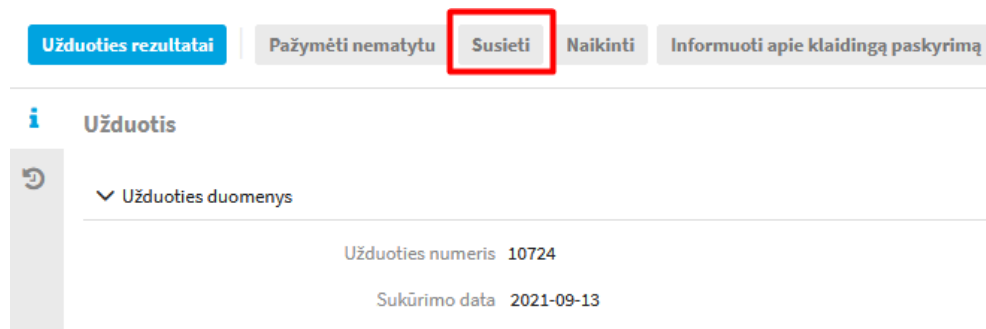 Užduoties rezultatai Pažymėti nematytu Susieti Naikinti Informuoti apie klaidingą paskyrimą
Užduotis
Užduoties duomenys
Užduoties numeris 10724
Sukūrimo data 2021-09-13